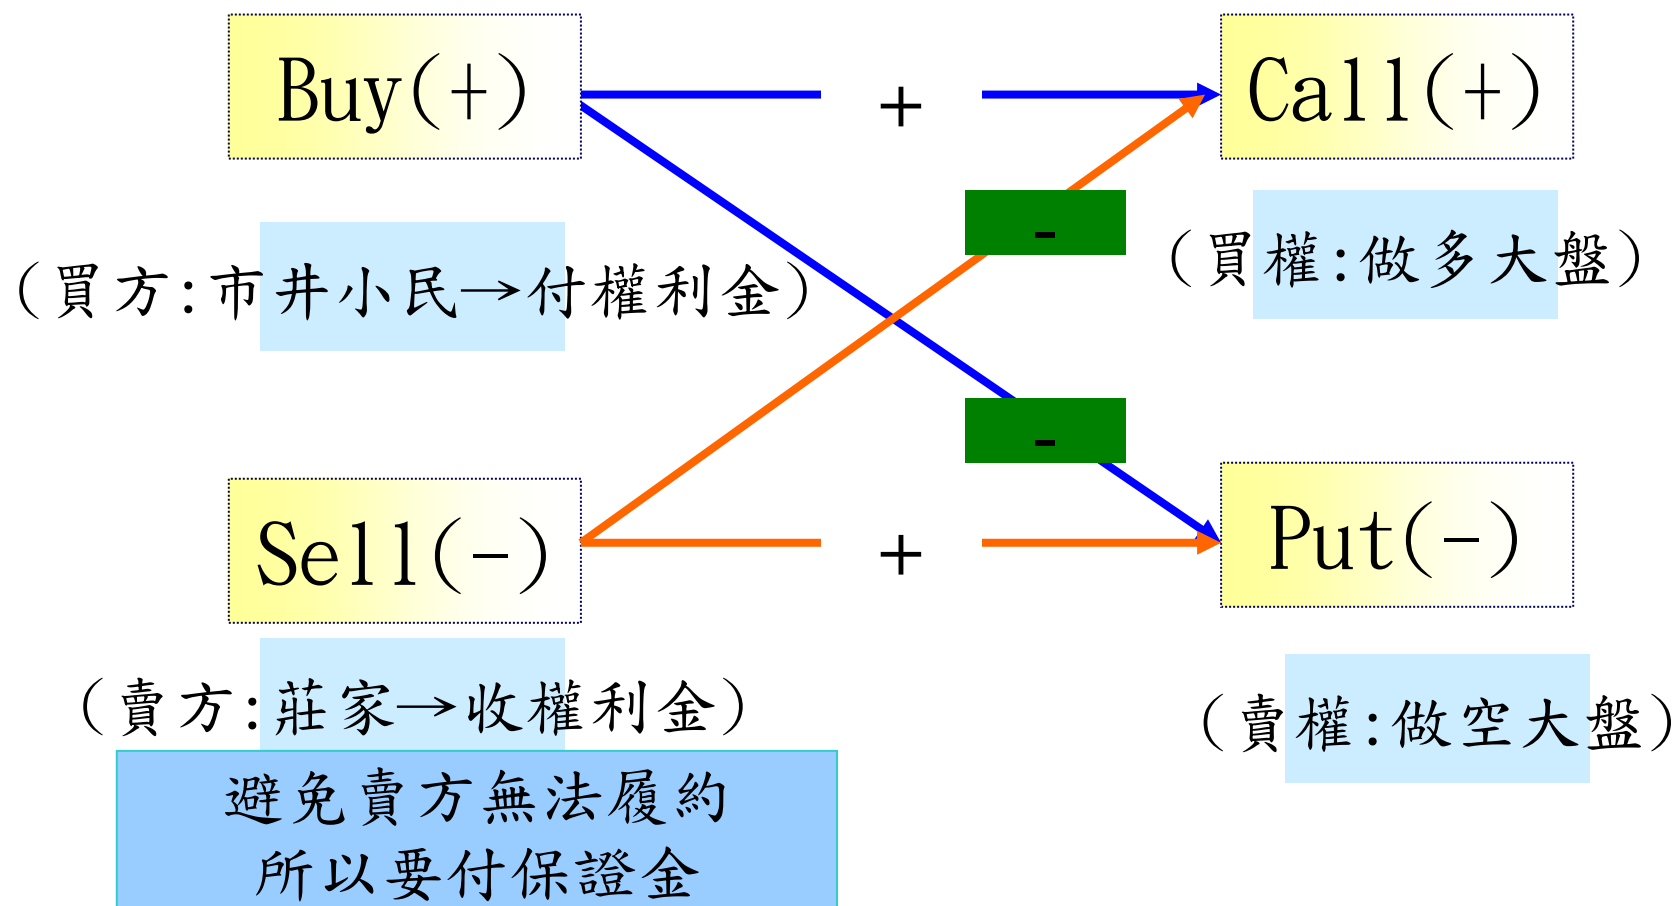 Buy(+)
+
Call(+)
-
(買方:市井小民→付權利金)
(買權:做多大盤)
-
Sell(-)
+
Put(-)
(賣方:莊家→收權利金)
(賣權:做空大盤)
避免賣方無法履約
所以要付保證金